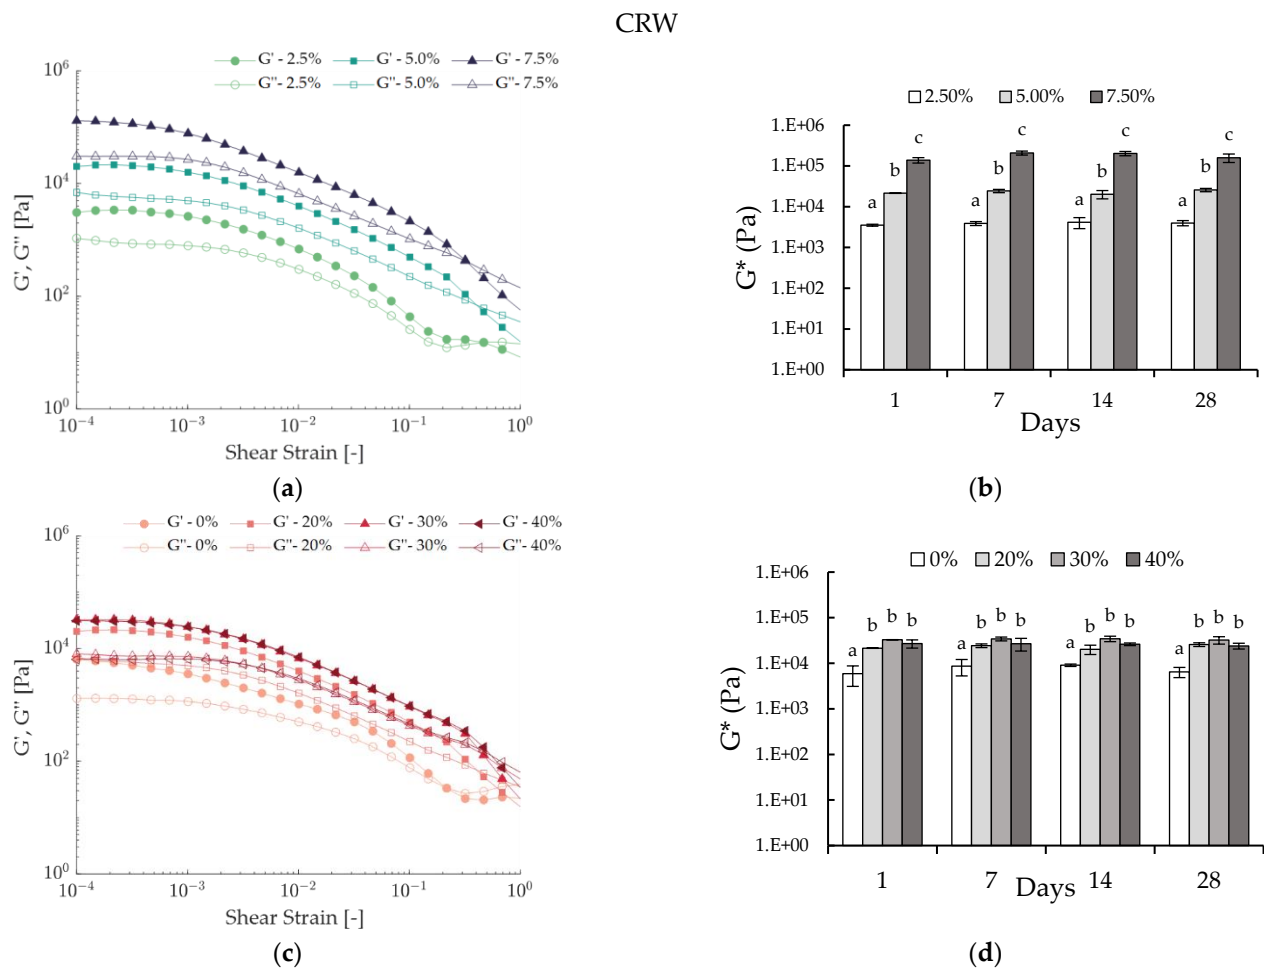 CRW
G' - 2.5% G' - 5.0% G' - 7.5%
G'' - 2.5% G'' - 5.0% G'' - 7.5%
10^6
10^4
10^2
10^0
G', G'' [Pa]
10^-4 10^-3 10^-2 10^-1 10^0
Shear Strain [-]
(a)
2.50% 5.00% 7.50%
1.E+06
1.E+05
1.E+04
1.E+03
1.E+02
1.E+01
1.E+00
G* (Pa)
a b c a b c a b c a b c
1 7 14 28
Days
(b)
G' - 0% G' - 20% G' - 30% G' - 40%
G'' - 0% G'' - 20% G'' - 30% G'' - 40%
10^6
10^4
10^2
10^0
G', G'' [Pa]
10^-4 10^-3 10^-2 10^-1 10^0
Shear Strain [-]
(c)
0% 20% 30% 40%
1.E+06
1.E+05
1.E+04
1.E+03
1.E+02
1.E+01
1.E+00
G* (Pa)
a b b b a b b b a b b b a b b b
1 7 14 28
Days
(d)